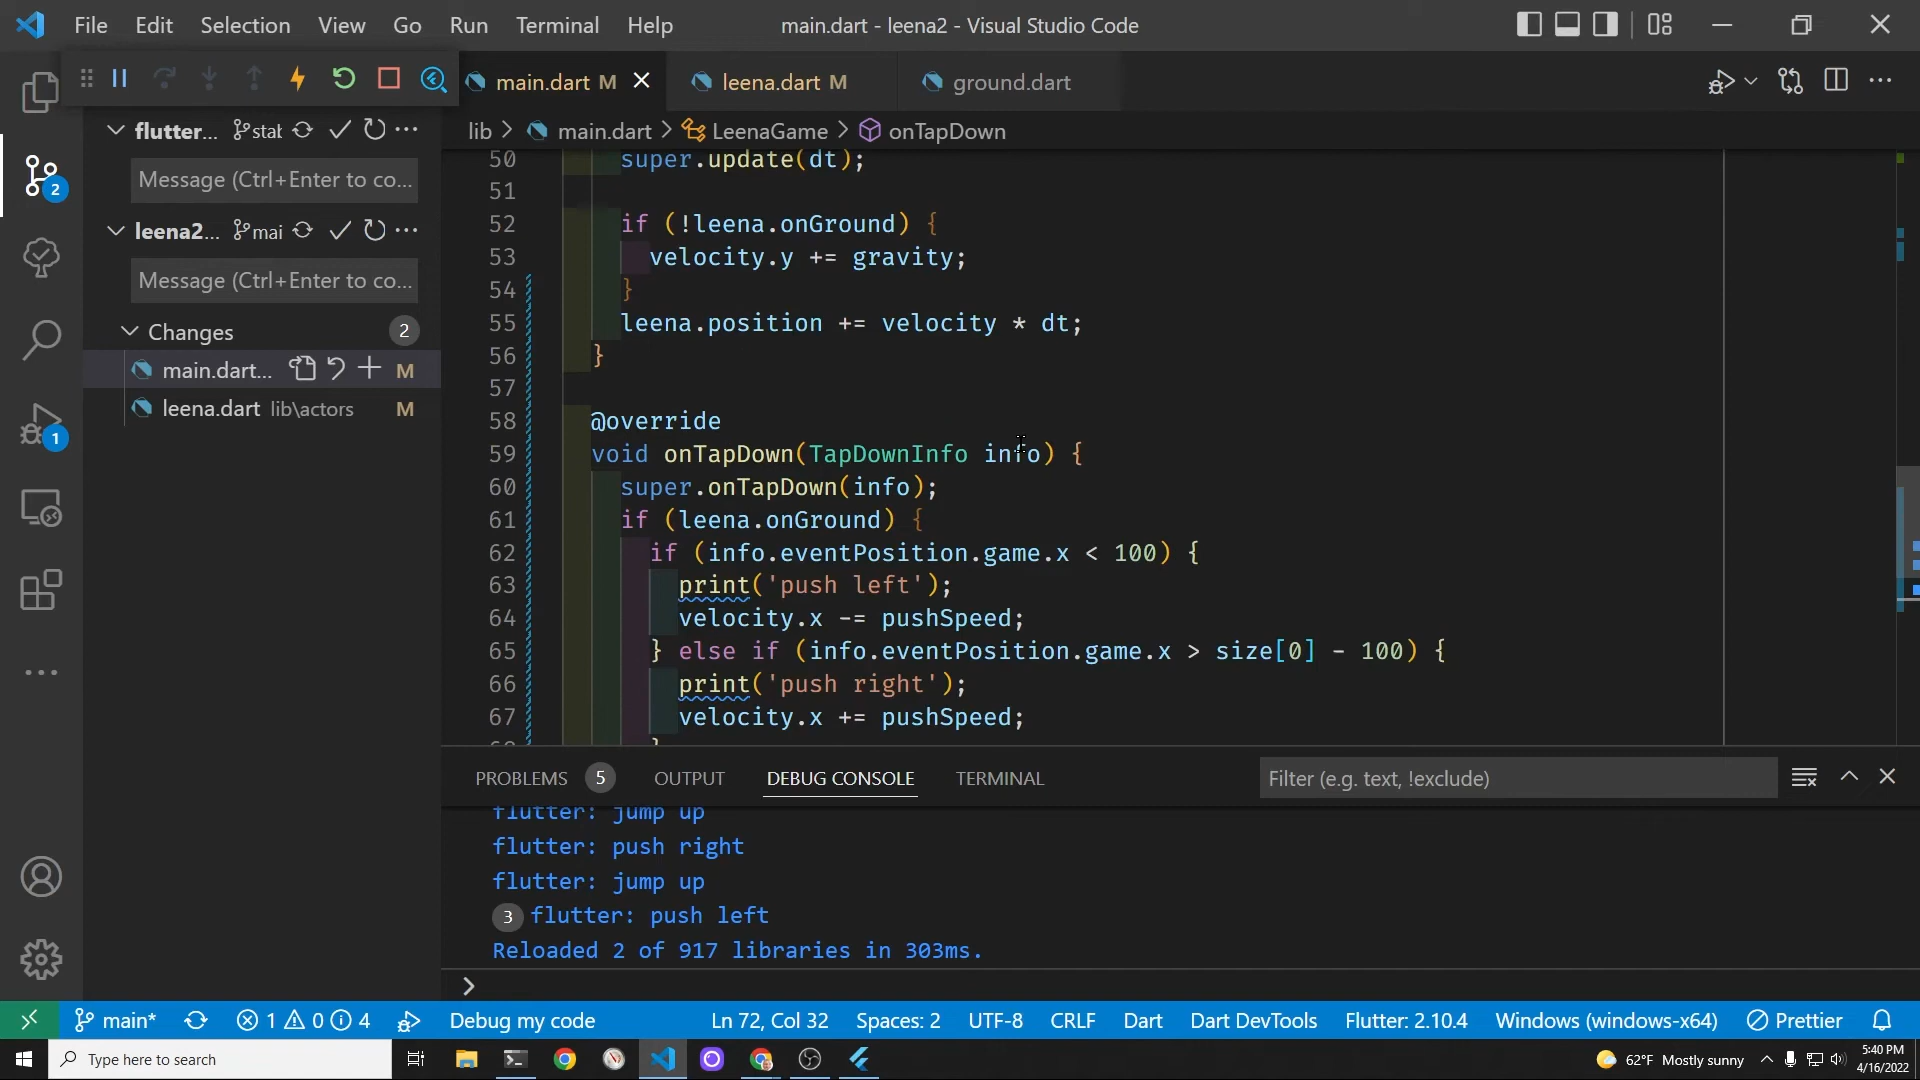 File Edit Selection View Go Run Terminal Help main.dart - leena2 - Visual Studio Code
main.dart M leena.dart M ground.dart
flutter... stal
lib > main.dart > LeenaGame > onTapDown
Message (Ctrl+Enter to co...
leena2... mai
Message (Ctrl+Enter to co...
Changes 2
main.dart... M
leena.dart lib\actors M
2
1
50 super.update(dt);
51
52 if (!leena.onGround) {
53 velocity.y += gravity;
54 }
55 leena.position += velocity * dt;
56 }
57
58 @override
59 void onTapDown(TapDownInfo info) {
60 super.onTapDown(info);
61 if (leena.onGround) {
62 if (info.eventPosition.game.x < 100) {
63 print('push left');
64 velocity.x -= pushSpeed;
65 } else if (info.eventPosition.game.x > size[0] - 100) {
66 print('push right');
67 velocity.x += pushSpeed;
68 }
PROBLEMS 5 OUTPUT DEBUG CONSOLE TERMINAL Filter (e.g. text, !exclude)
flutter: jump up
flutter: push right
flutter: jump up
3 flutter: push left
Reloaded 2 of 917 libraries in 303ms.
>
main* 1 0 4 Debug my code Ln 72, Col 32 Spaces: 2 UTF-8 CRLF Dart Dart DevTools Flutter: 2.10.4 Windows (windows-x64) Prettier
Type here to search 62°F Mostly sunny 5:40 PM
4/16/2022